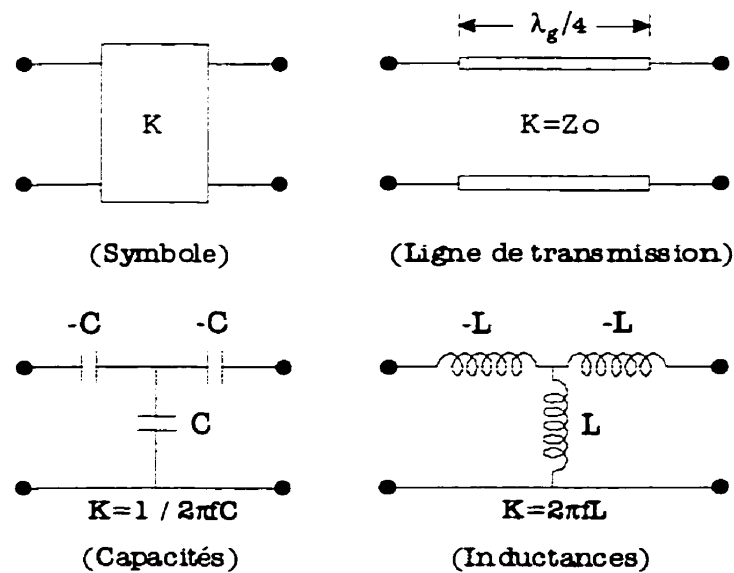 λg/4
K
K=Zo
(Symbole)
(Ligne de transmission)
-C -C
C
K=1 / 2πfC
(Capacités)
-L -L
L
K=2πfL
(Inductances)